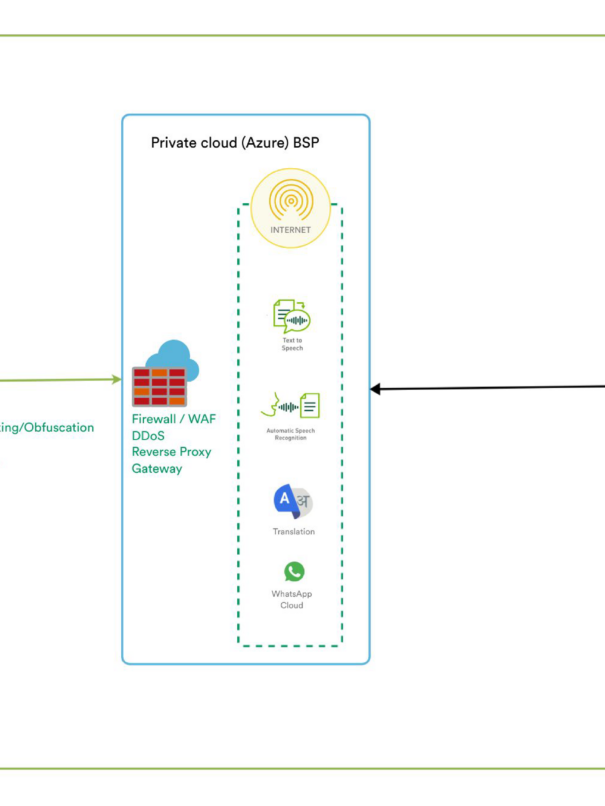 Private cloud (Azure) BSP
INTERNET
Text to
Speech
Firewall / WAF
DDoS
Reverse Proxy
Gateway
ing/Obfuscation
Automatic Speech
Recognition
A अ
Translation
WhatsApp
Cloud